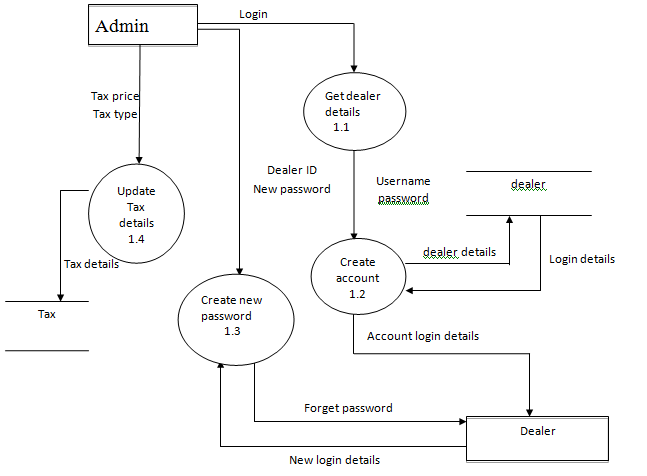 Login
Admin
Tax price
Tax type
Get dealer
details
1.1
Dealer ID
New password
Username
password
dealer
Update
Tax
details
1.4
Tax details
dealer details
Login details
Create
account
1.2
Create new
password
1.3
Tax
Account login details
Forget password
Dealer
New login details